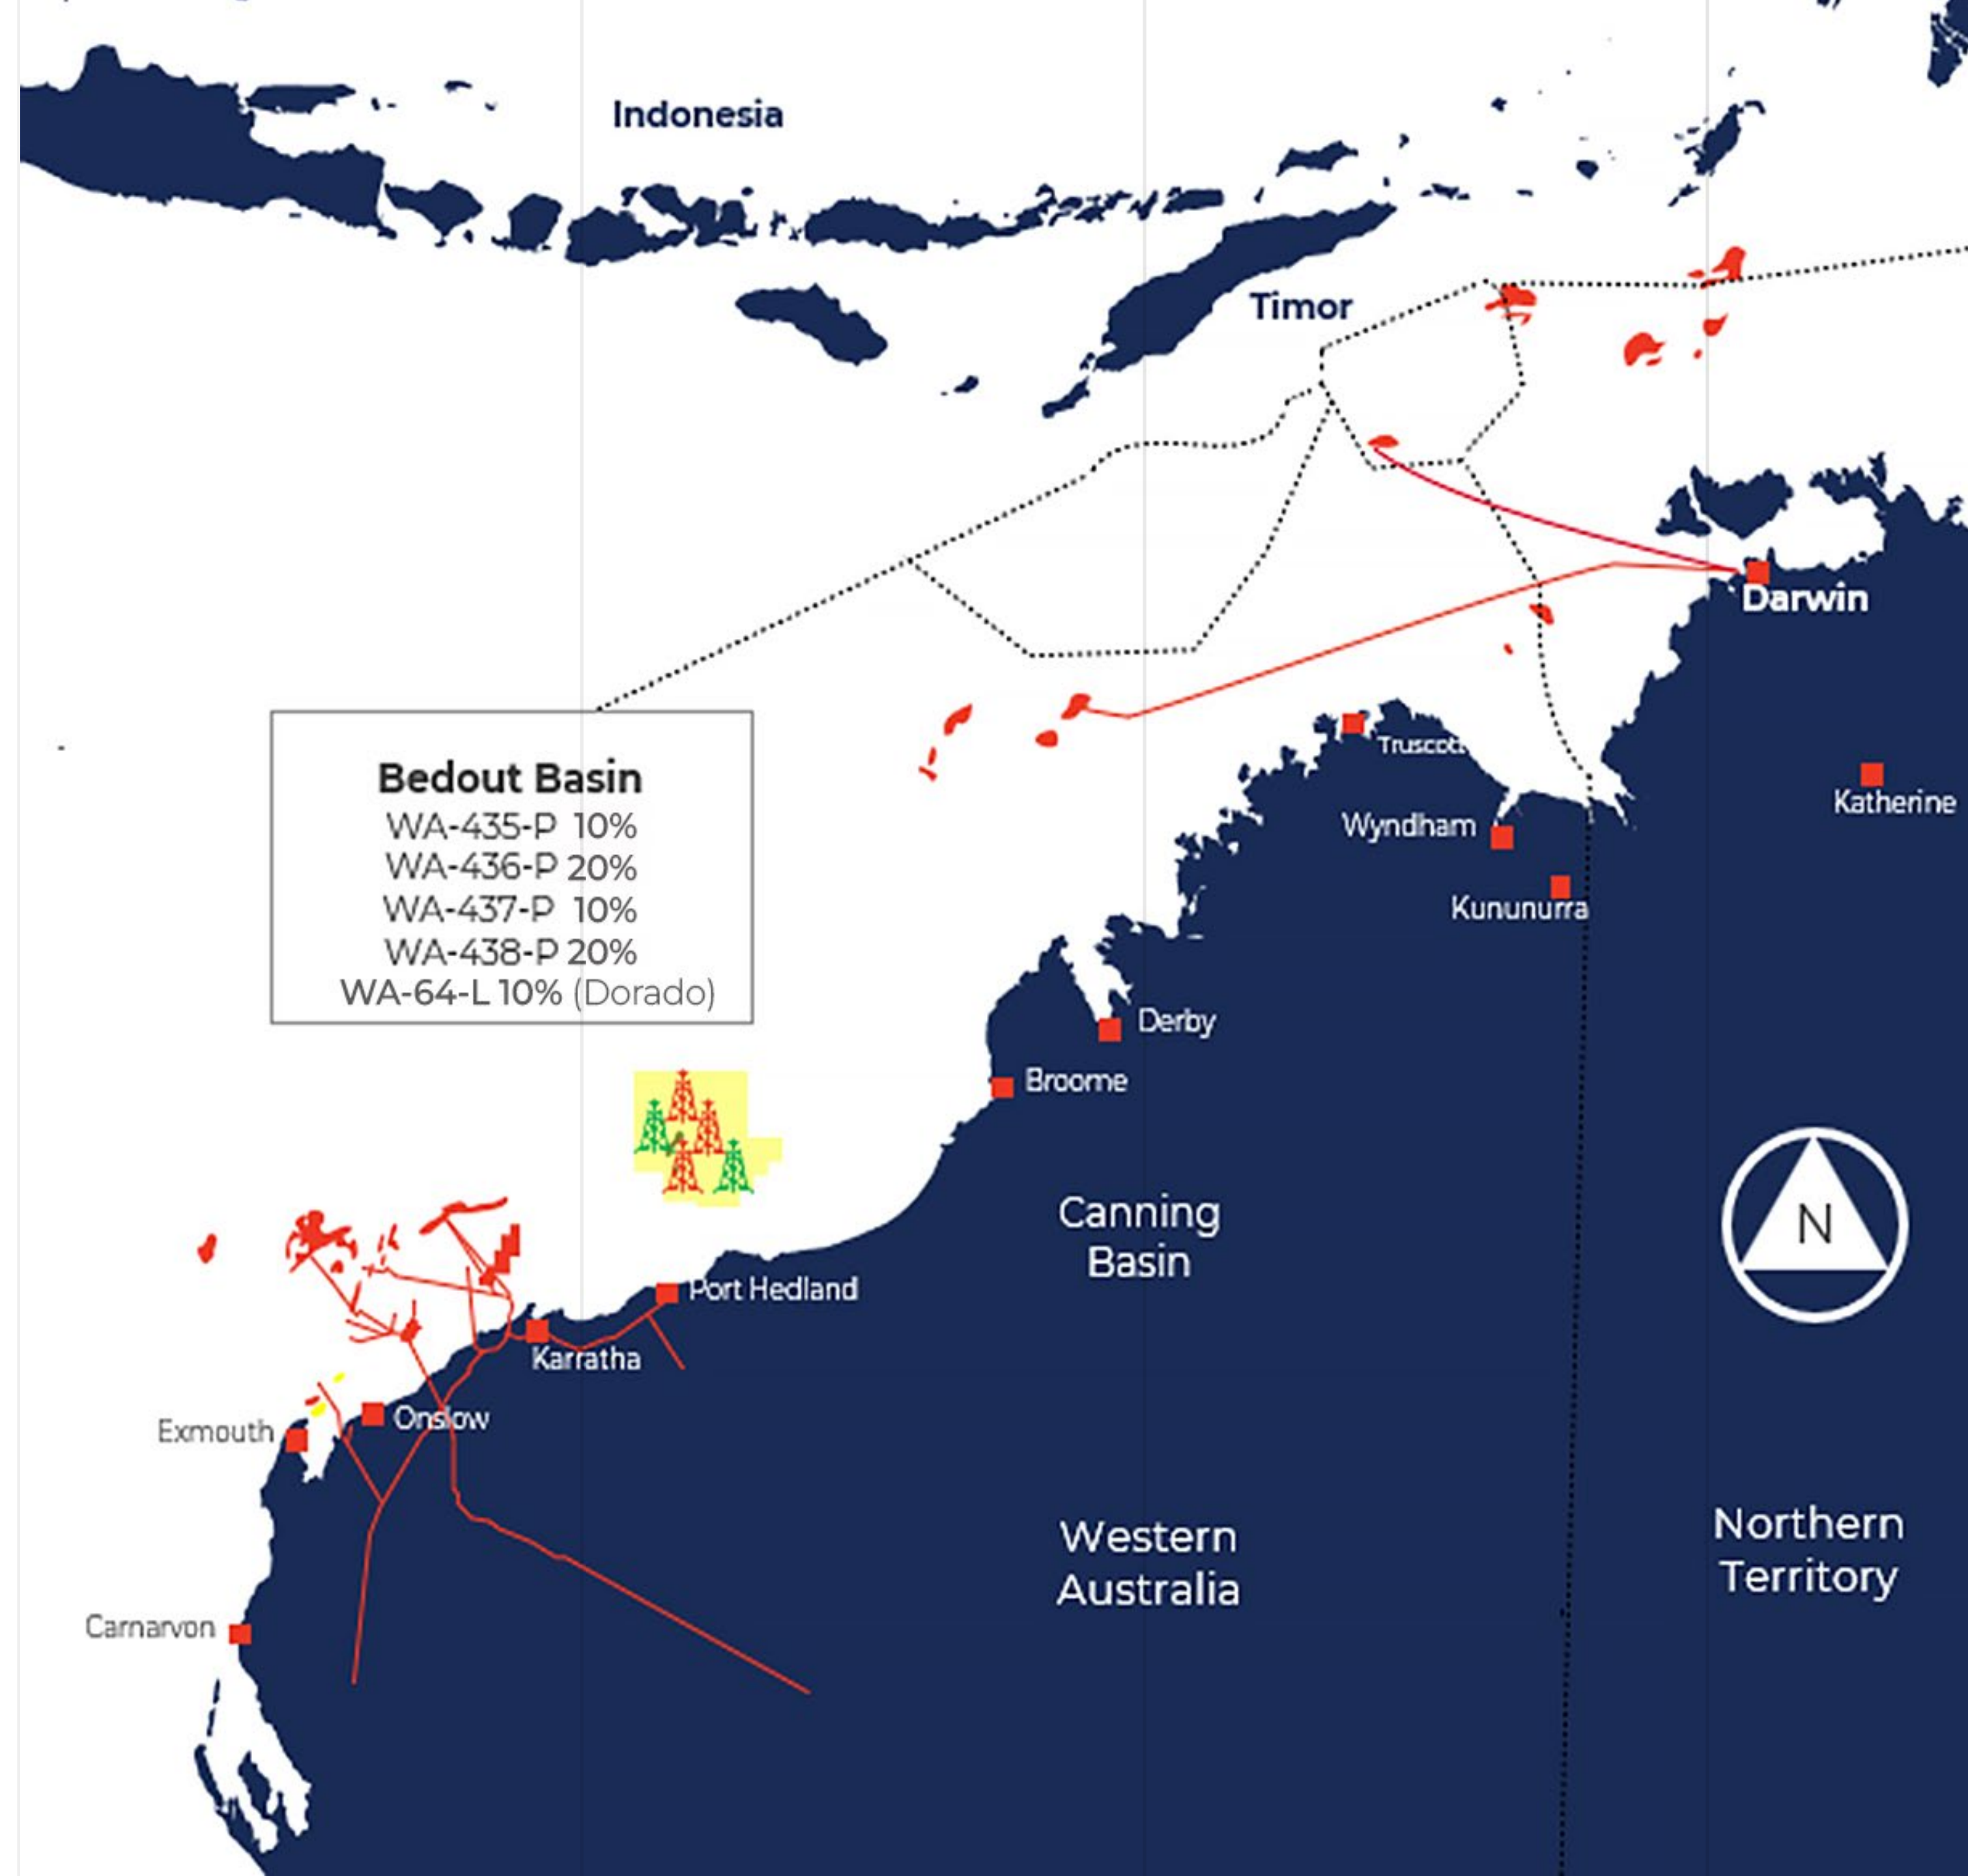 Indonesia
Timor
Darwin
Truscott
Katherine
Wyndham
Kununurra
Bedout Basin
WA-435-P 10%
WA-436-P 20%
WA-437-P 10%
WA-438-P 20%
WA-64-L 10% (Dorado)
Derby
Broome
Canning
Basin
N
Port Hedland
Karratha
Onslow
Exmouth
Western
Australia
Northern
Territory
Carnarvon